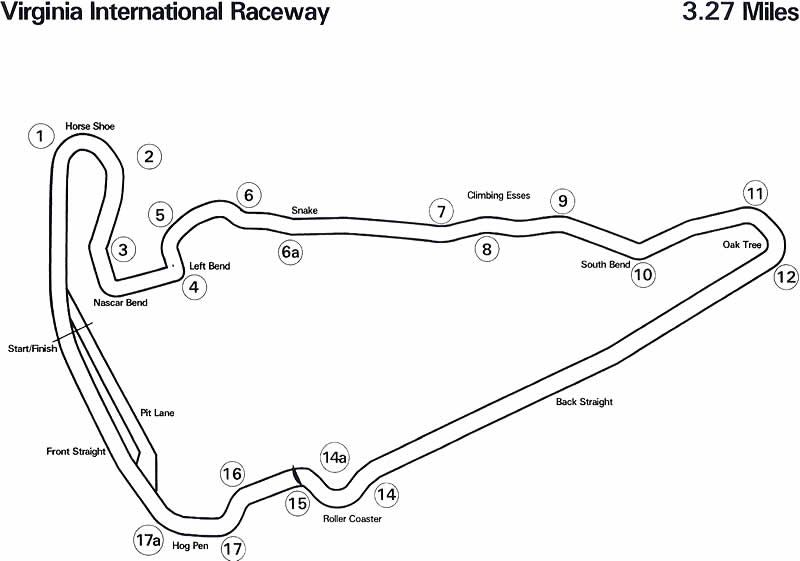 Virginia International Raceway
3.27 Miles
Horse Shoe
1
2
3
Nascar Bend
Left Bend
4
5
6
Snake
6a
7
Climbing Esses
8
9
South Bend
10
11
Oak Tree
12
Back Straight
14
14a
Roller Coaster
15
16
17
Hog Pen
17a
Front Straight
Pit Lane
Start/Finish